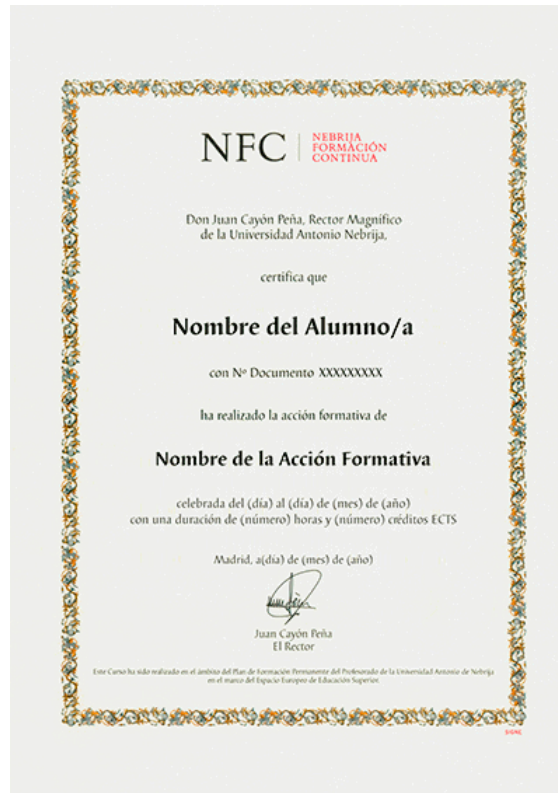 NFC
NEBRIJA
FORMACIÓN
CONTINUA
Don Juan Cayón Peña, Rector Magnífico
de la Universidad Antonio Nebrija,
certifica que
Nombre del Alumno/a
con Nº Documento XXXXXXXXX
ha realizado la acción formativa de
Nombre de la Acción Formativa
celebrada del (día) al (día) de (mes) de (año)
con una duración de (número) horas y (número) créditos ECTS
Madrid, a(día) de (mes) de (año)
Juan Cayón Peña
El Rector
Este Curso ha sido realizado en el ámbito del Plan de Formación Permanente del Profesorado de la Universidad Antonio de Nebrija
en el marco del Espacio Europeo de Educación Superior.
SIGNE